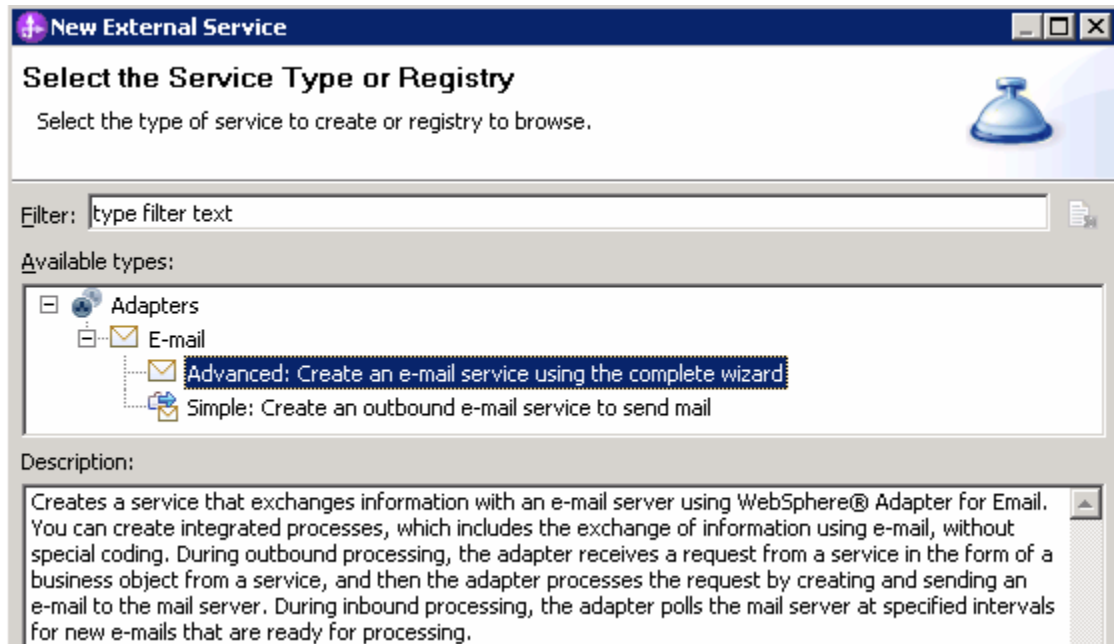 New External Service
Select the Service Type or Registry
Select the type of service to create or registry to browse.
Filter: type filter text
Available types:
Adapters
E-mail
Advanced: Create an e-mail service using the complete wizard
Simple: Create an outbound e-mail service to send mail
Description:
Creates a service that exchanges information with an e-mail server using WebSphere® Adapter for Email.
You can create integrated processes, which includes the exchange of information using e-mail, without
special coding. During outbound processing, the adapter receives a request from a service in the form of a
business object from a service, and then the adapter processes the request by creating and sending an
e-mail to the mail server. During inbound processing, the adapter polls the mail server at specified intervals
for new e-mails that are ready for processing.